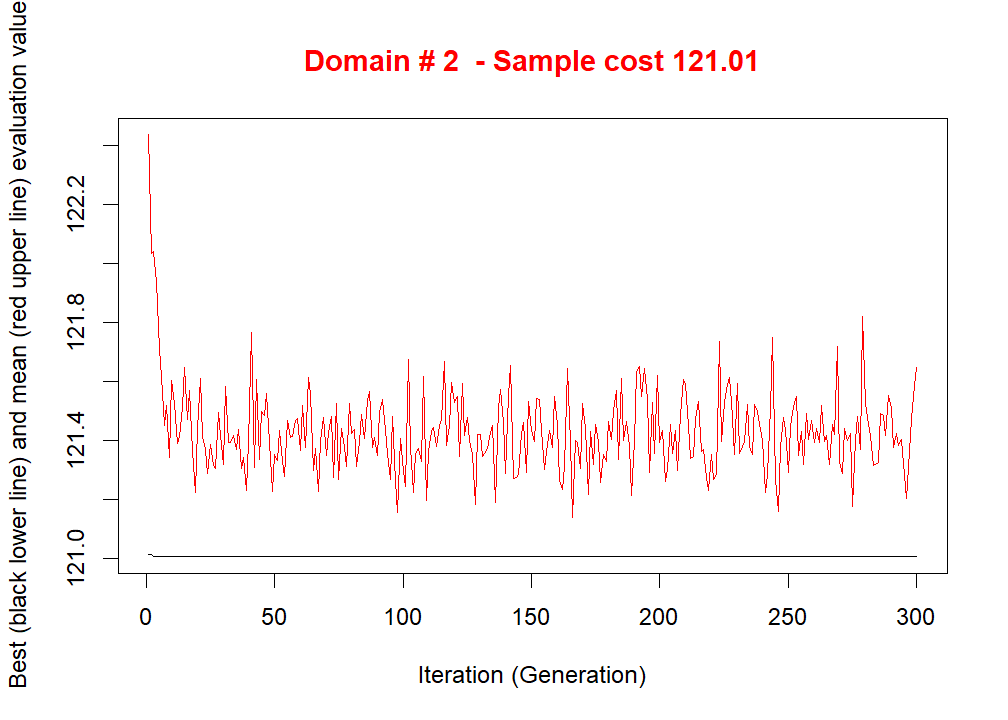 Domain # 2  - Sample cost 121.01
Best (black lower line) and mean (red upper line) evaluation value
122.2
121.8
121.4
121.0
0 50 100 150 200 250 300
Iteration (Generation)